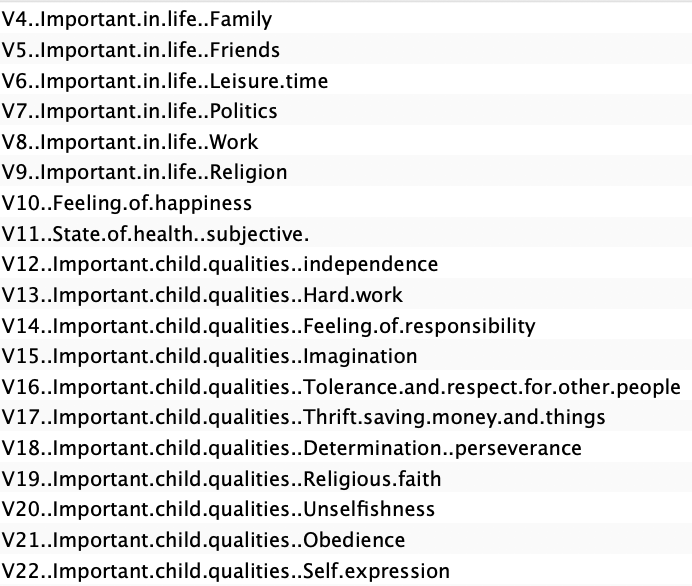 V4..Important.in.life..Family
V5..Important.in.life..Friends
V6..Important.in.life..Leisure.time
V7..Important.in.life..Politics
V8..Important.in.life..Work
V9..Important.in.life..Religion
V10..Feeling.of.happiness
V11..State.of.health..subjective.
V12..Important.child.qualities..independence
V13..Important.child.qualities..Hard.work
V14..Important.child.qualities..Feeling.of.responsibility
V15..Important.child.qualities..Imagination
V16..Important.child.qualities..Tolerance.and.respect.for.other.people
V17..Important.child.qualities..Thrift.saving.money.and.things
V18..Important.child.qualities..Determination..perseverance
V19..Important.child.qualities..Religious.faith
V20..Important.child.qualities..Unselfishness
V21..Important.child.qualities..Obedience
V22..Important.child.qualities..Self.expression